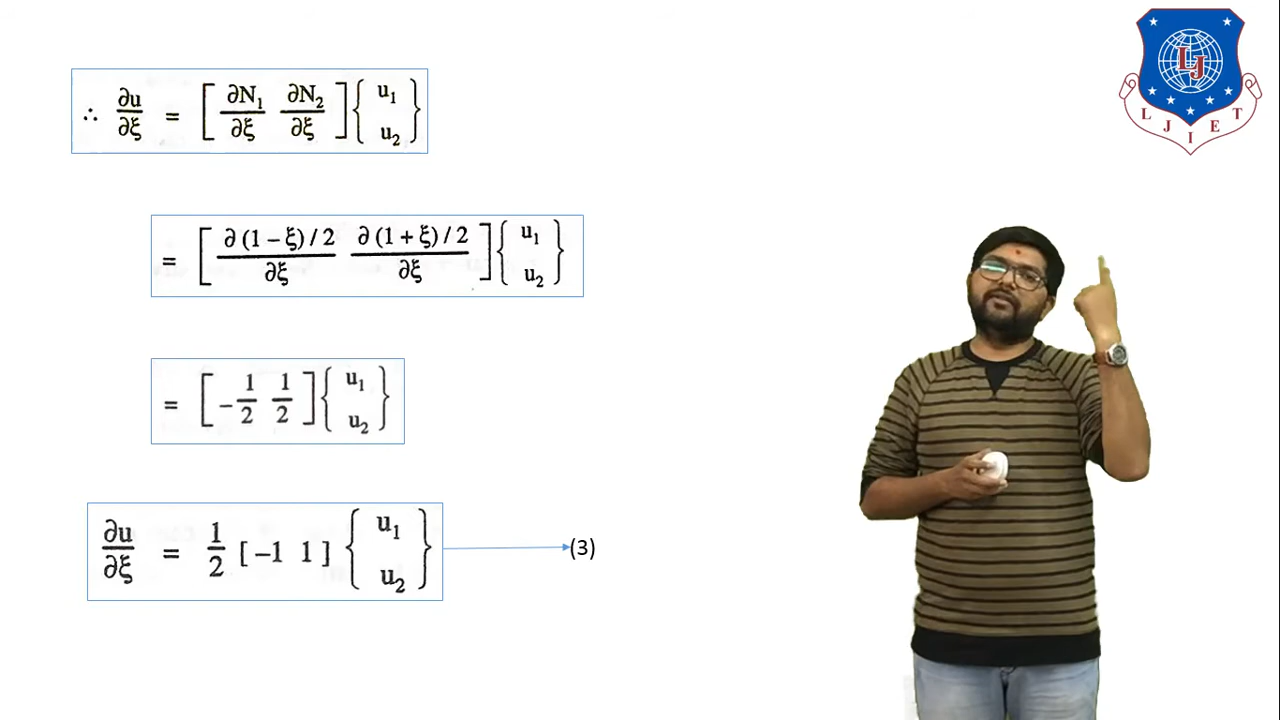 ∴ ∂u/∂ξ = [ ∂N₁/∂ξ ∂N₂/∂ξ ] { u₁ u₂ }
= [ ∂(1 – ξ)/2/∂ξ ∂(1 + ξ)/2/∂ξ ] { u₁ u₂ }
= [ –1/2 1/2 ] { u₁ u₂ }
∂u/∂ξ = 1/2 [ –1 1 ] { u₁ u₂ } (3)
LJ
L J I E T